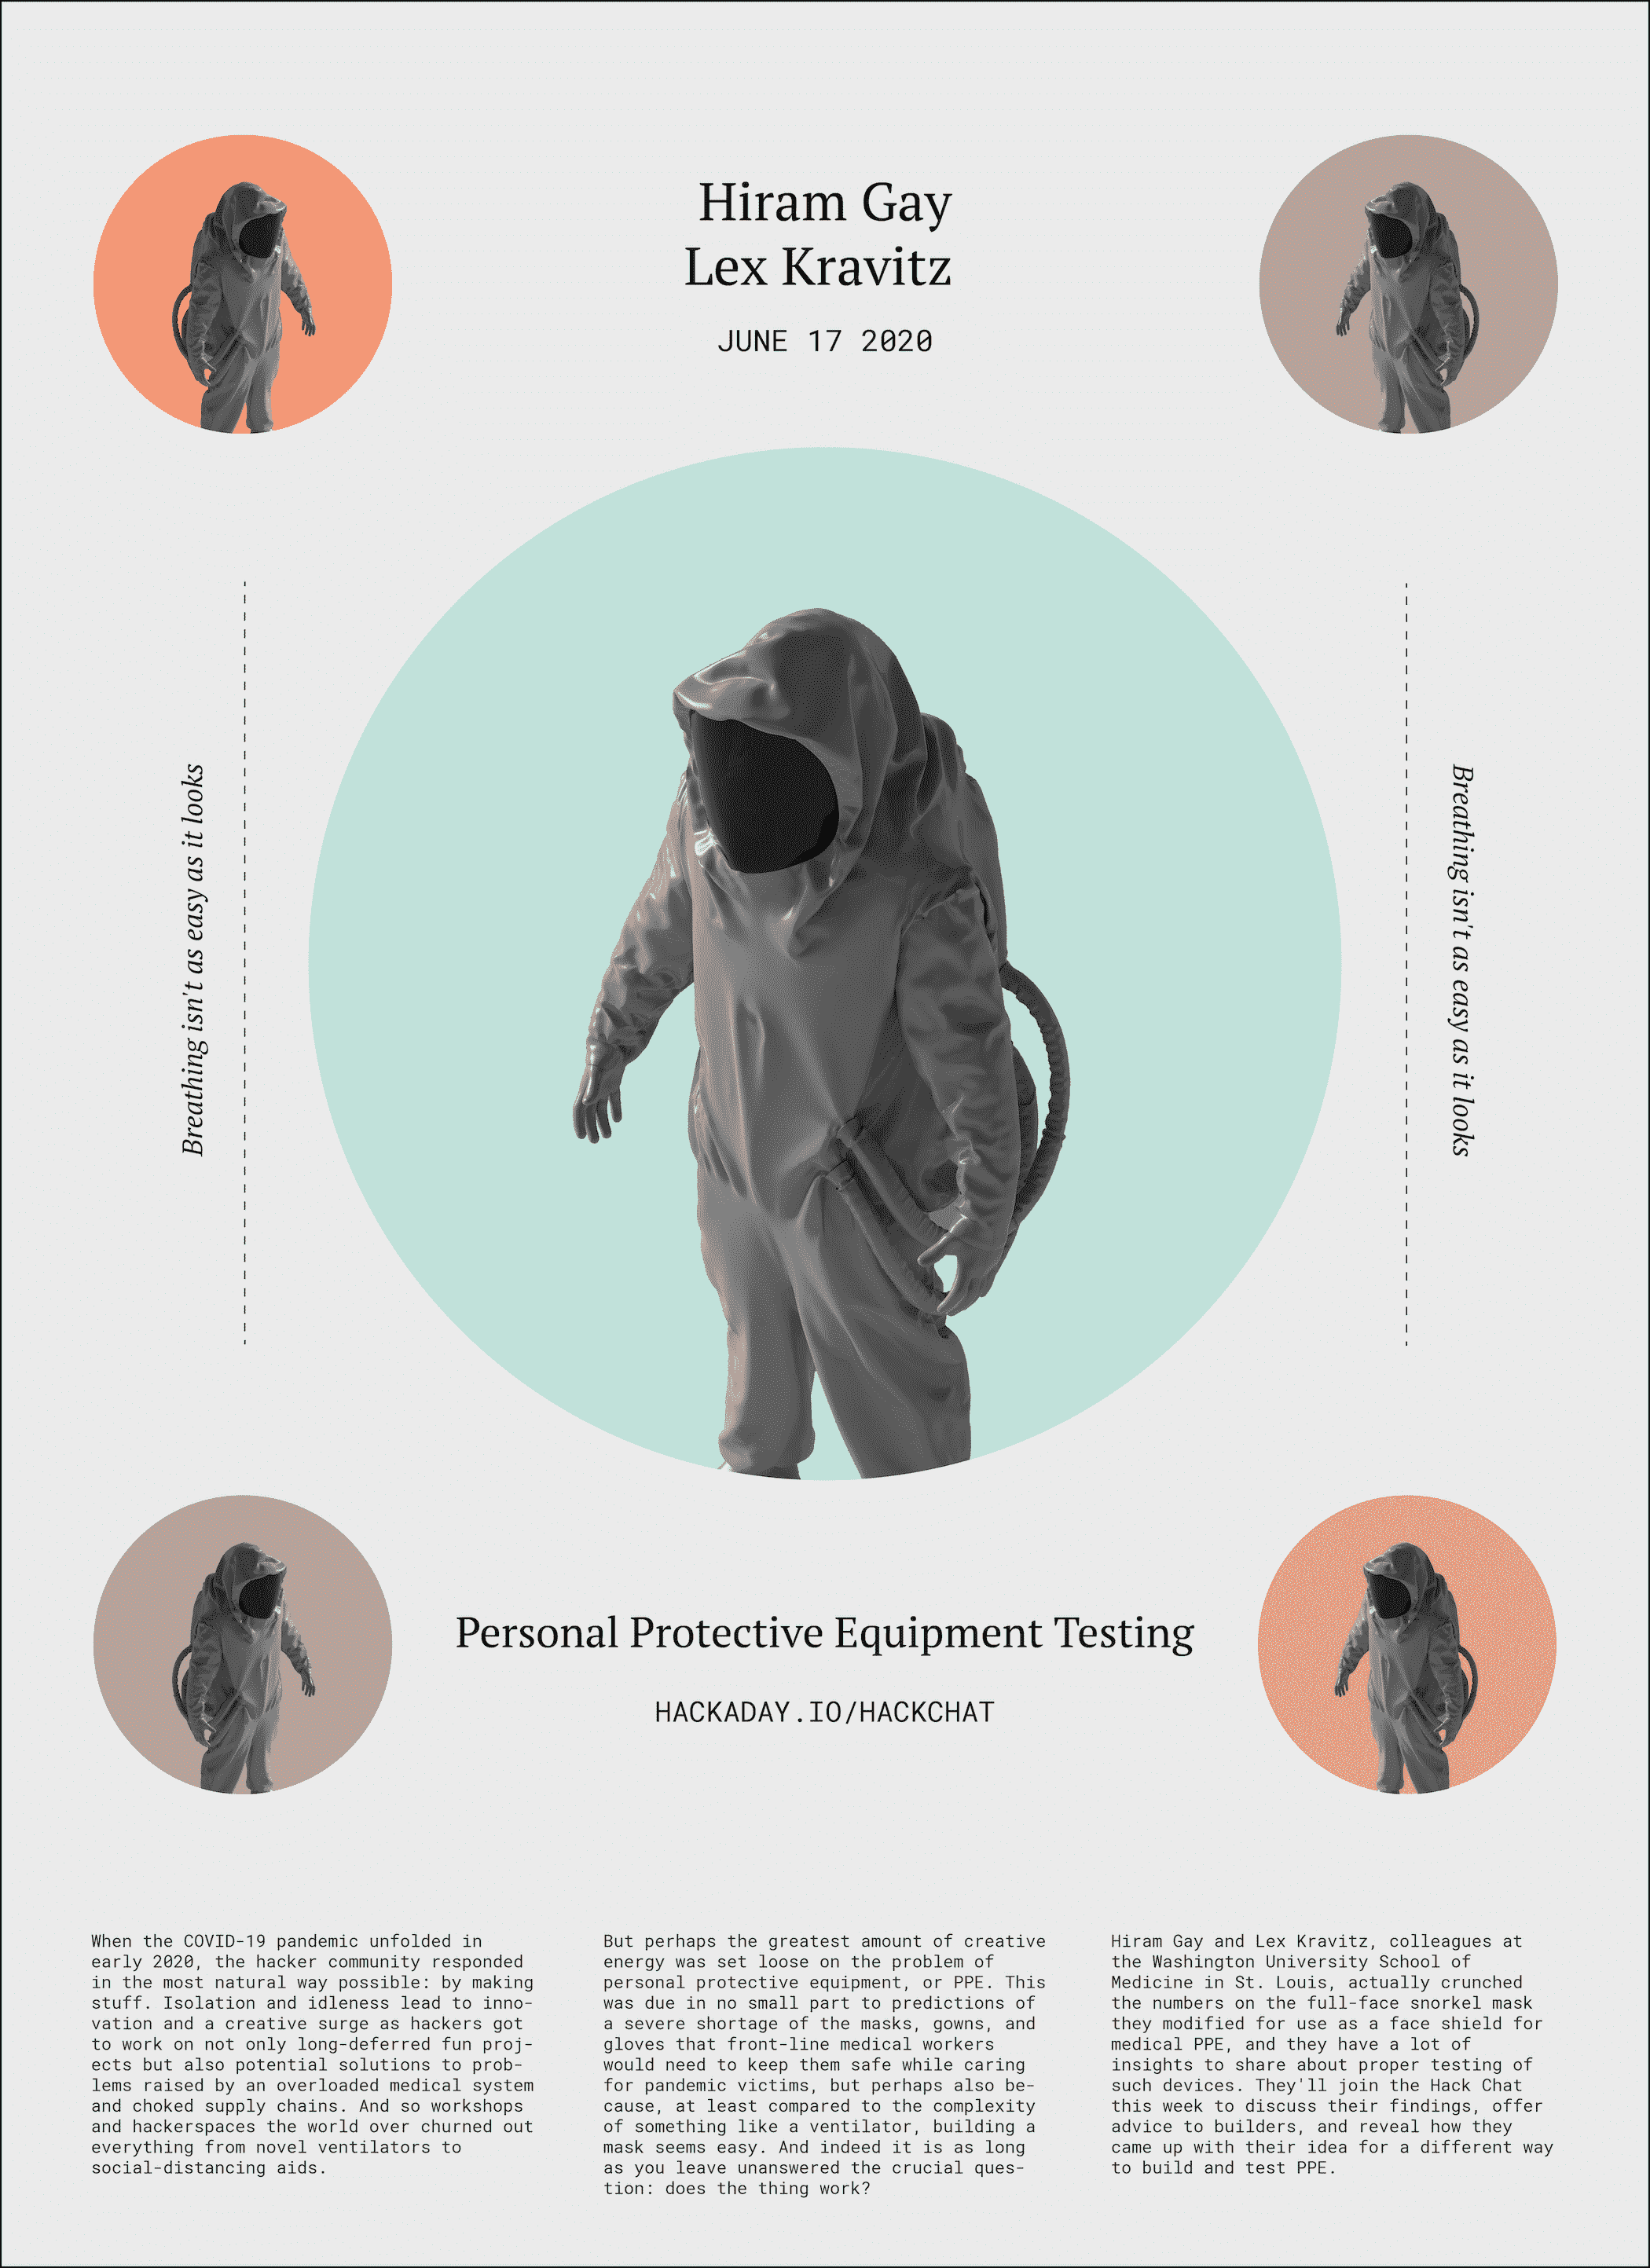 Hiram Gay
Lex Kravitz
JUNE 17 2020
Breathing isn't as easy as it looks
Breathing isn't as easy as it looks
Personal Protective Equipment Testing
HACKADAY.IO/HACKCHAT
When the COVID-19 pandemic unfolded in
early 2020, the hacker community responded
in the most natural way possible: by making
stuff. Isolation and idleness lead to inno-
vation and a creative surge as hackers got
to work on not only long-deferred fun proj-
ects but also potential solutions to prob-
lems raised by an overloaded medical system
and choked supply chains. And so workshops
and hackerspaces the world over churned out
everything from novel ventilators to
social-distancing aids.
But perhaps the greatest amount of creative
energy was set loose on the problem of
personal protective equipment, or PPE. This
was due in no small part to predictions of
a severe shortage of the masks, gowns, and
gloves that front-line medical workers
would need to keep them safe while caring
for pandemic victims, but perhaps also be-
cause, at least compared to the complexity
of something like a ventilator, building a
mask seems easy. And indeed it is as long
as you leave unanswered the crucial ques-
tion: does the thing work?
Hiram Gay and Lex Kravitz, colleagues at
the Washington University School of
Medicine in St. Louis, actually crunched
the numbers on the full-face snorkel mask
they modified for use as a face shield for
medical PPE, and they have a lot of
insights to share about proper testing of
such devices. They'll join the Hack Chat
this week to discuss their findings, offer
advice to builders, and reveal how they
came up with their idea for a different way
to build and test PPE.